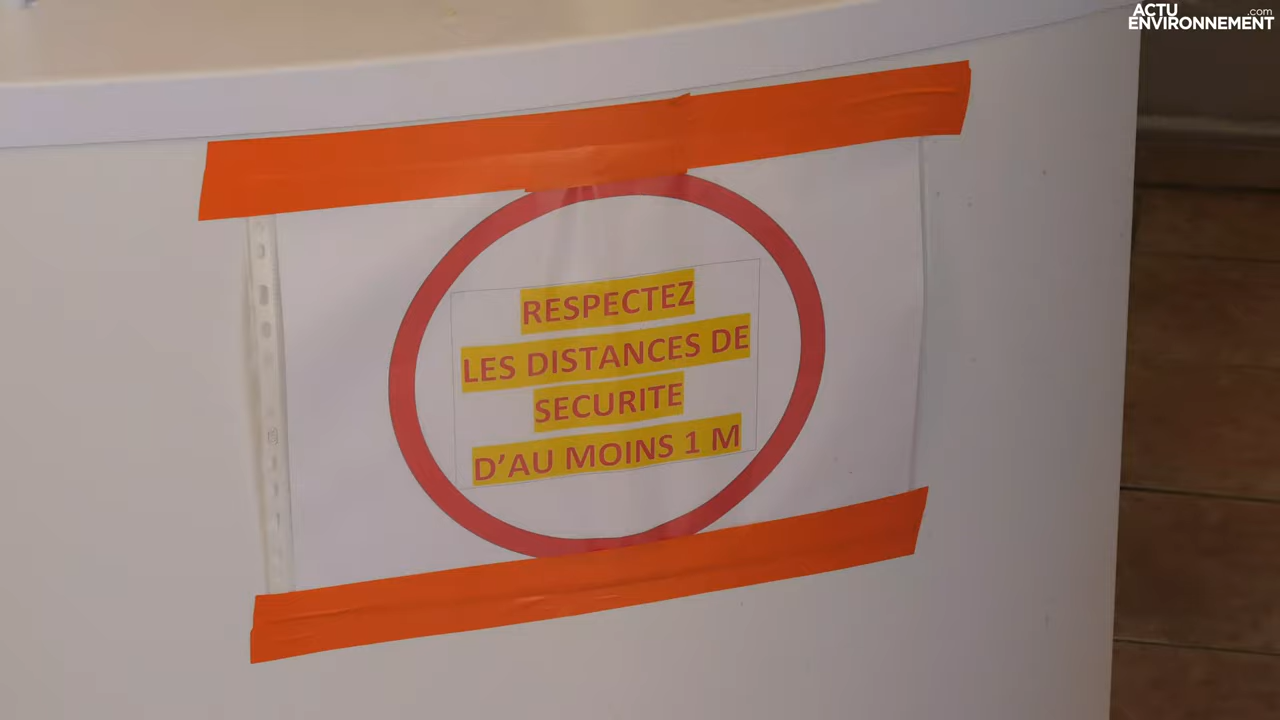 ACTU
ENVIRONNEMENT
.com
RESPECTEZ
LES DISTANCES DE
SECURITE
D'AU MOINS 1 M